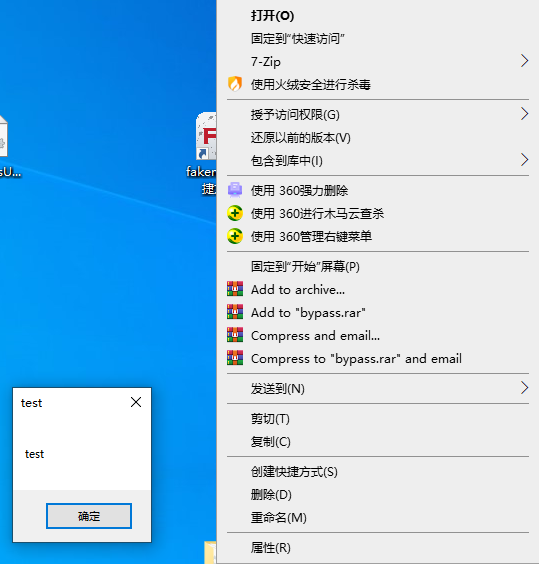 打开(O)
固定到"快速访问"
7-Zip
使用火绒安全进行杀毒
授予访问权限(G)
还原以前的版本(V)
包含到库中(I)
使用 360强力删除
使用 360进行木马云查杀
使用 360管理右键菜单
固定到"开始"屏幕(P)
Add to archive...
Add to "bypass.rar"
Compress and email...
Compress to "bypass.rar" and email
发送到(N)
剪切(T)
复制(C)
创建快捷方式(S)
删除(D)
重命名(M)
属性(R)
sU...
faker
捷
test
test
确定